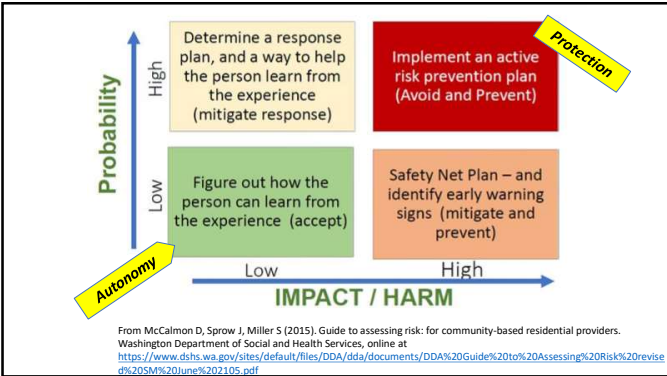 Protection
Probability
High
Determine a response
plan, and a way to help
the person learn from
the experience
(mitigate response)
Implement an active
risk prevention plan
(Avoid and Prevent)
Low
Figure out how the
person can learn from
the experience (accept)
Safety Net Plan – and
identify early warning
signs (mitigate and
prevent)
Autonomy
Low
High
IMPACT / HARM
From McCalmon D, Sprow J, Miller S (2015). Guide to assessing risk: for community-based residential providers.
Washington Department of Social and Health Services, online at
https://www.dshs.wa.gov/sites/default/files/DDA/dda/documents/DDA%20Guide%20to%20Assessing%20Risk%20revise
d%20SM%20June%202105.pdf